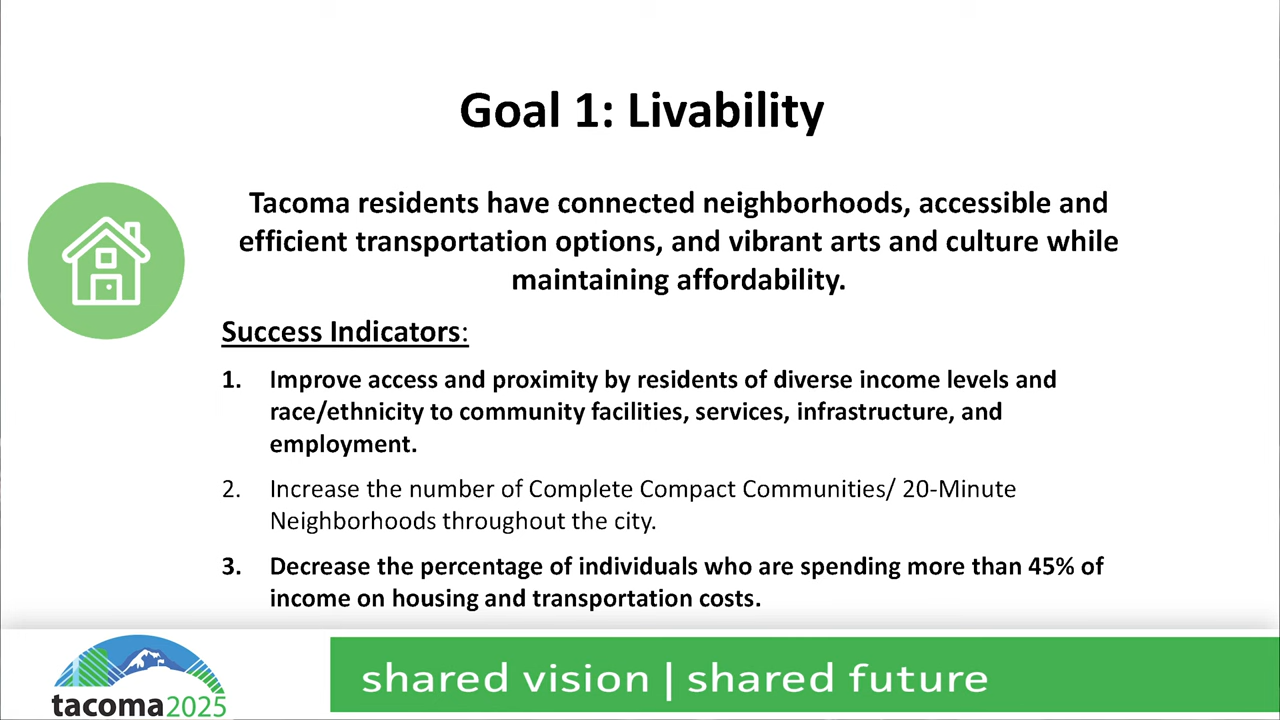 Goal 1: Livability
Tacoma residents have connected neighborhoods, accessible and
efficient transportation options, and vibrant arts and culture while
maintaining affordability.
Success Indicators:
1. Improve access and proximity by residents of diverse income levels and
race/ethnicity to community facilities, services, infrastructure, and
employment.
2. Increase the number of Complete Compact Communities/ 20-Minute
Neighborhoods throughout the city.
3. Decrease the percentage of individuals who are spending more than 45% of
income on housing and transportation costs.
shared vision | shared future
tacoma2025